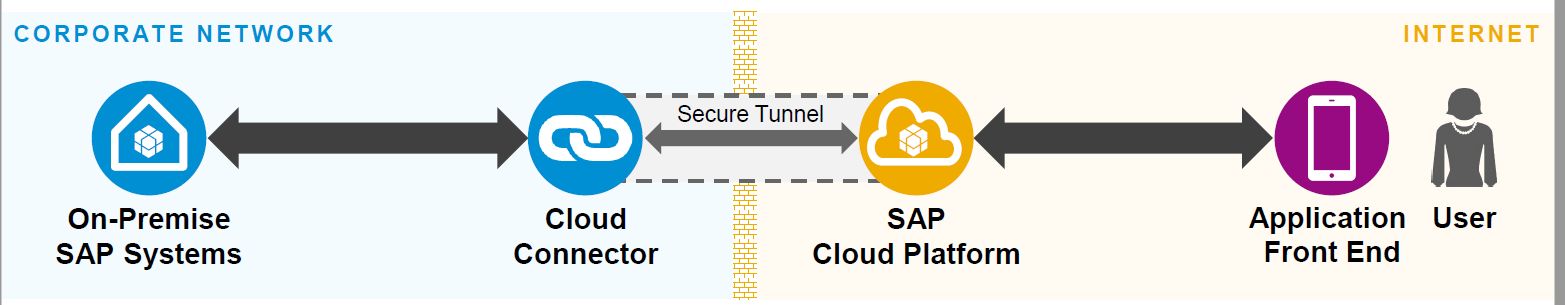 CORPORATE NETWORK
INTERNET
Secure Tunnel
On-Premise
SAP Systems
Cloud
Connector
SAP
Cloud Platform
Application
Front End
User